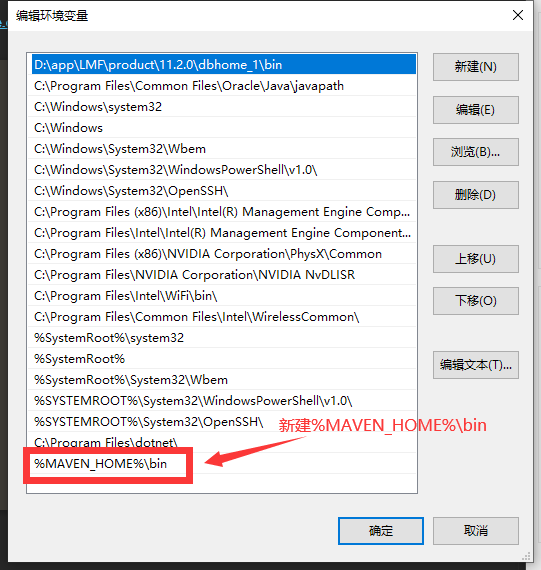 编辑环境变量
D:\app\LMF\product\11.2.0\dbhome_1\bin
C:\Program Files\Common Files\Oracle\Java\javapath
C:\Windows\system32
C:\Windows
C:\Windows\System32\Wbem
C:\Windows\System32\WindowsPowerShell\v1.0\
C:\Windows\System32\OpenSSH\
C:\Program Files (x86)\Intel\Intel(R) Management Engine Comp...
C:\Program Files\Intel\Intel(R) Management Engine Component...
C:\Program Files (x86)\NVIDIA Corporation\PhysX\Common
C:\Program Files\NVIDIA Corporation\NVIDIA NvDLISR
C:\Program Files\Intel\WiFi\bin\
C:\Program Files\Common Files\Intel\WirelessCommon\
%SystemRoot%\system32
%SystemRoot%
%SystemRoot%\System32\Wbem
%SYSTEMROOT%\System32\WindowsPowerShell\v1.0\
%SYSTEMROOT%\System32\OpenSSH\
C:\Program Files\dotnet\
%MAVEN_HOME%\bin
新建%MAVEN_HOME%\bin
新建(N)
编辑(E)
浏览(B)...
删除(D)
上移(U)
下移(O)
编辑文本(T)...
确定
取消